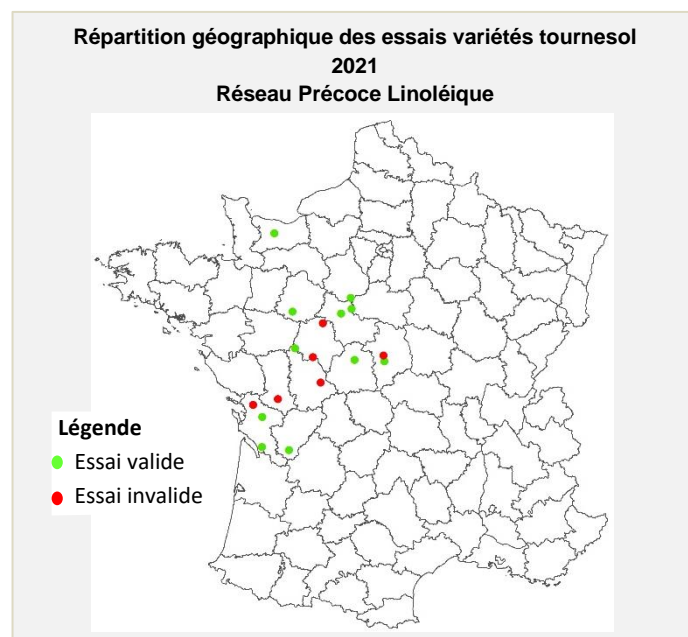 Répartition géographique des essais variétés tournesol
2021
Réseau Précoce Linoléique
Légende
Essai valide
Essai invalide